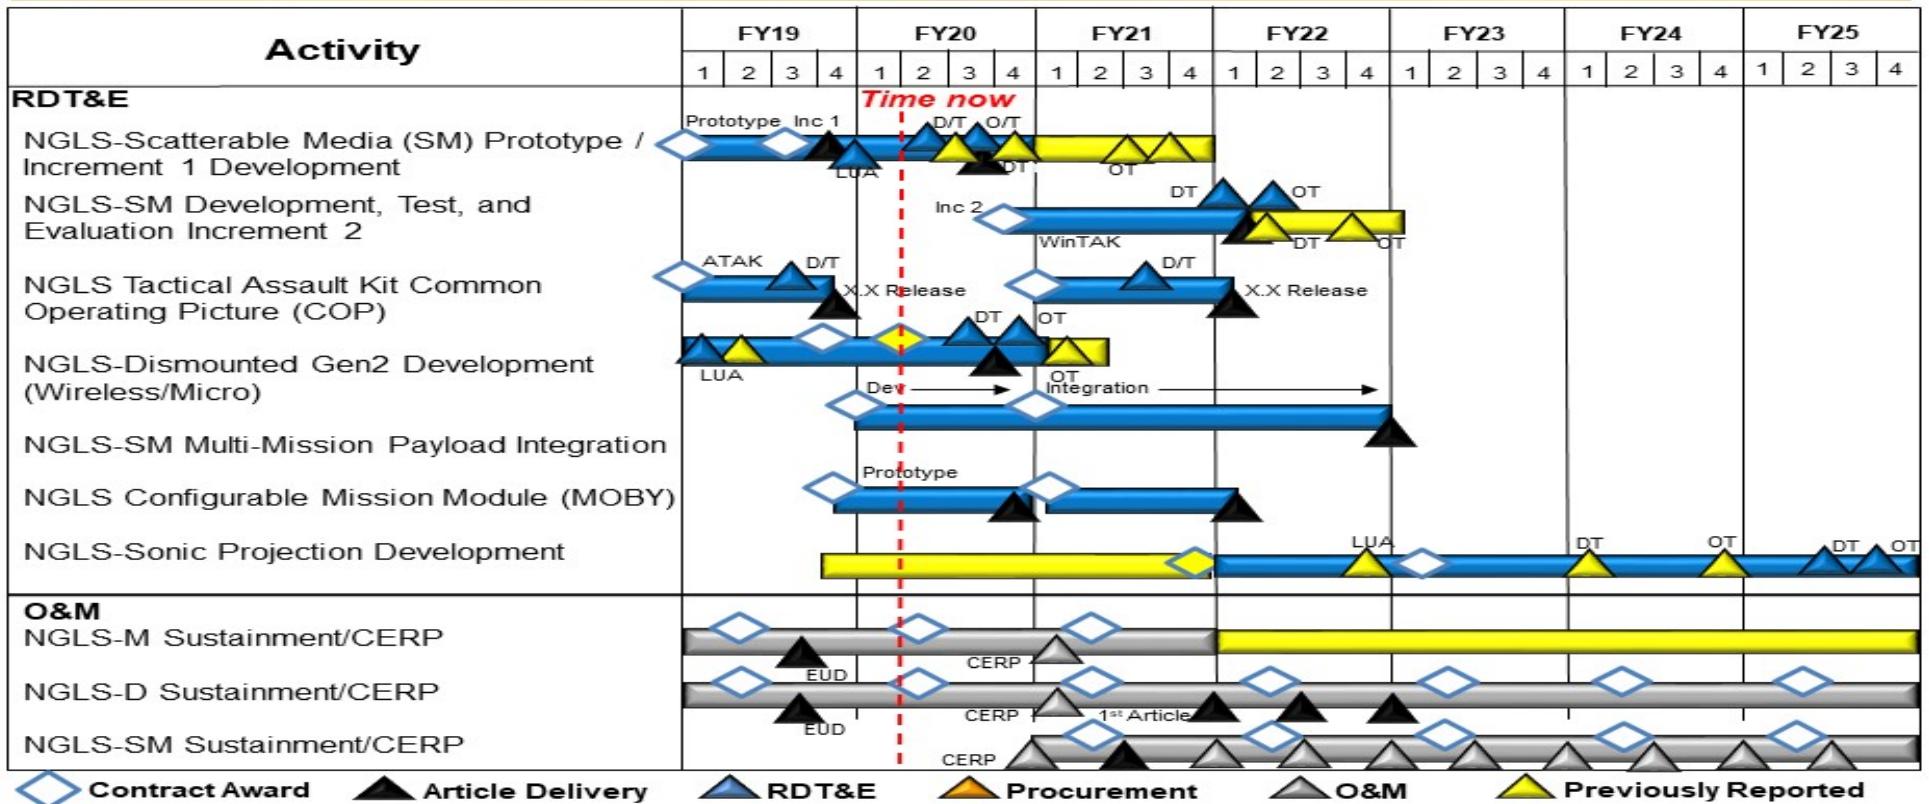 Activity
FY19 FY20 FY21 FY22 FY23 FY24 FY25
1 2 3 4 1 2 3 4 1 2 3 4 1 2 3 4 1 2 3 4 1 2 3 4 1 2 3 4
RDT&E
Time now
Prototype Inc 1 D/T O/T
NGLS-Scatterable Media (SM) Prototype /
Increment 1 Development
LUA DT OT
DT OT
NGLS-SM Development, Test, and
Inc 2
Evaluation Increment 2
WinTAK DT OT
ATAK D/T D/T
NGLS Tactical Assault Kit Common
X.X Release X.X Release
Operating Picture (COP)
DT OT
NGLS-Dismounted Gen2 Development
LUA OT
(Wireless/Micro)
Dev Integration
NGLS-SM Multi-Mission Payload Integration
Prototype
NGLS Configurable Mission Module (MOBY)
LUA DT OT DT OT
NGLS-Sonic Projection Development
O&M
NGLS-M Sustainment/CERP
CERP
EUD
NGLS-D Sustainment/CERP
CERP 1st Article
EUD
NGLS-SM Sustainment/CERP
CERP
Contract Award Article Delivery RDT&E Procurement O&M Previously Reported